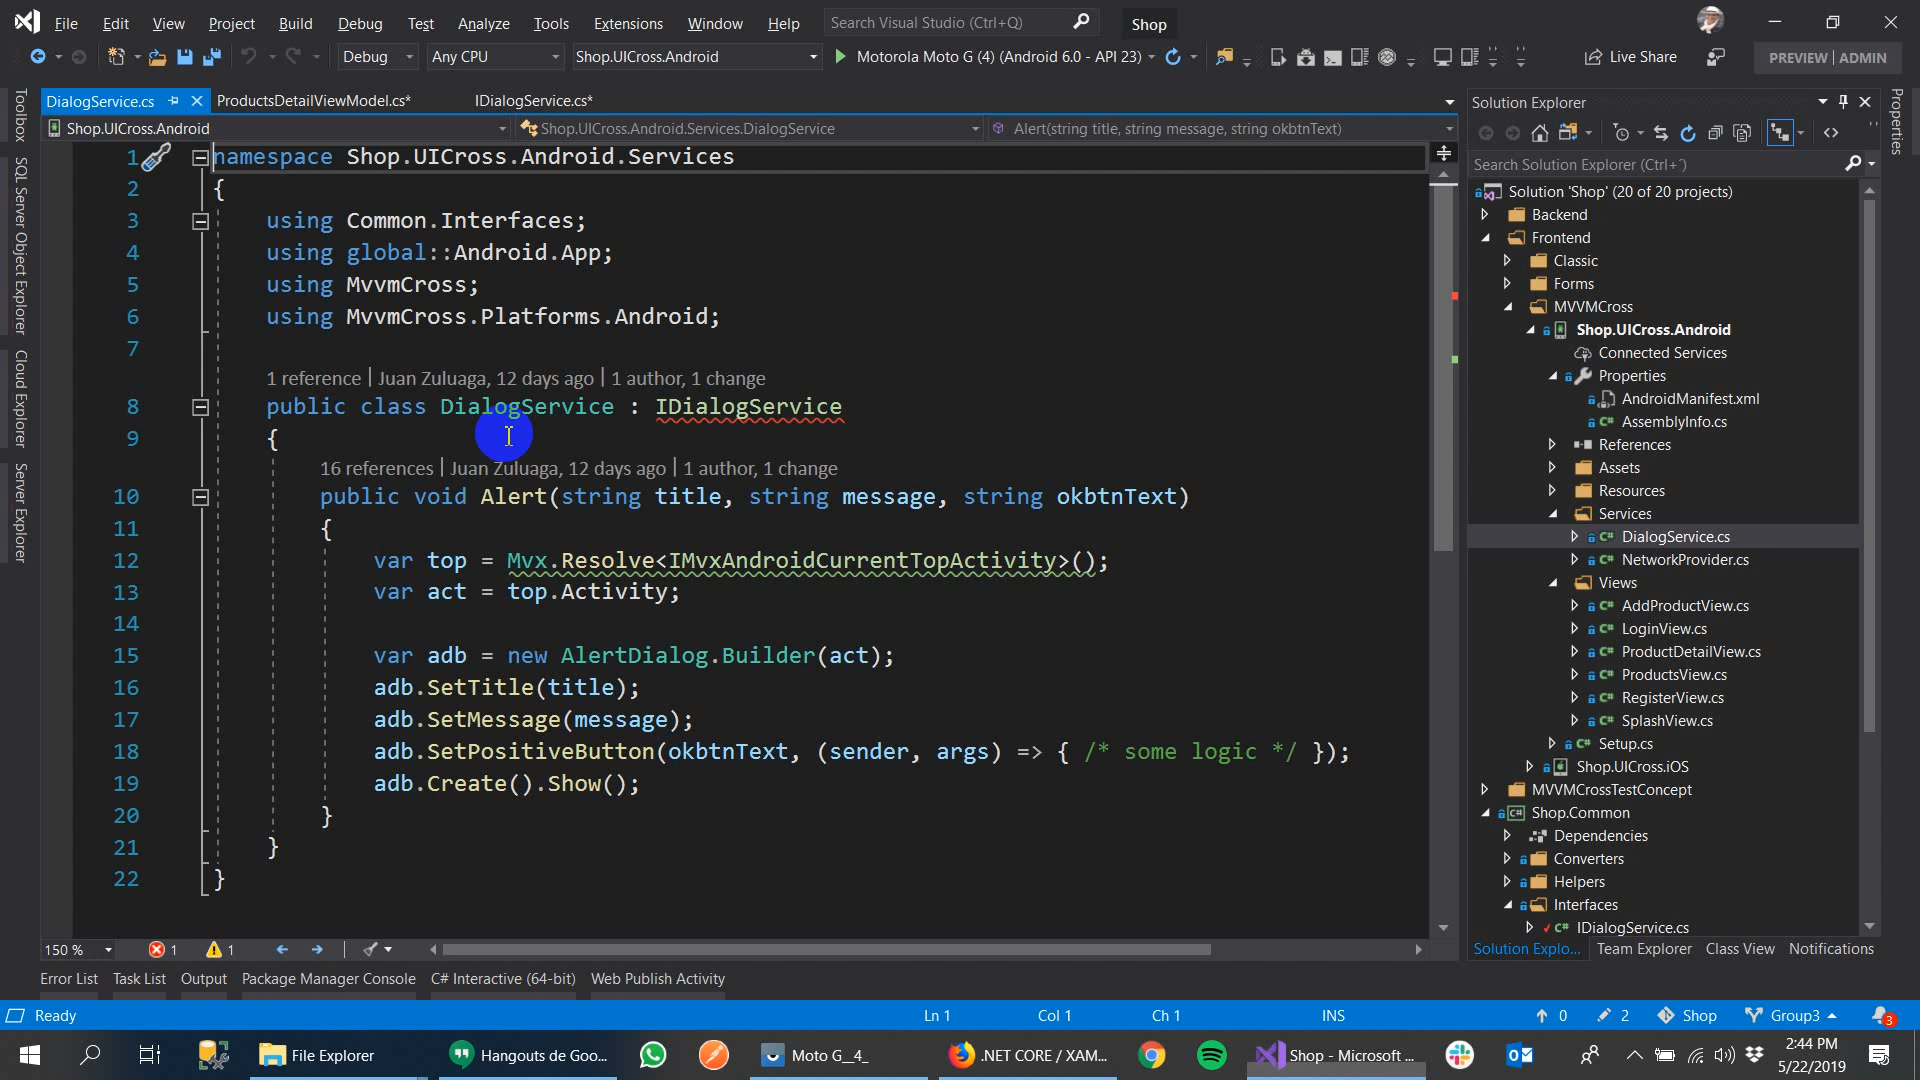 File Edit View Project Build Debug Test Analyze Tools Extensions Window Help Search Visual Studio (Ctrl+Q) Shop
Debug Any CPU Shop.UICross.Android Motorola Moto G (4) (Android 6.0 - API 23) Live Share PREVIEW | ADMIN
DialogService.cs ProductsDetailViewModel.cs* IDialogService.cs*
Shop.UICross.Android Shop.UICross.Android.Services.DialogService Alert(string title, string message, string okbtnText)
Toolbox
SQL Server Object Explorer
Cloud Explorer
Server Explorer
1 namespace Shop.UICross.Android.Services
2 {
3 using Common.Interfaces;
4 using global::Android.App;
5 using MvvmCross;
6 using MvvmCross.Platforms.Android;
7
1 reference | Juan Zuluaga, 12 days ago | 1 author, 1 change
8 public class DialogService : IDialogService
9 {
16 references | Juan Zuluaga, 12 days ago | 1 author, 1 change
10 public void Alert(string title, string message, string okbtnText)
11 {
12 var top = Mvx.Resolve<IMvxAndroidCurrentTopActivity>();
13 var act = top.Activity;
14
15 var adb = new AlertDialog.Builder(act);
16 adb.SetTitle(title);
17 adb.SetMessage(message);
18 adb.SetPositiveButton(okbtnText, (sender, args) => { /* some logic */ });
19 adb.Create().Show();
20 }
21 }
22 }
150 % 1 1
Error List Task List Output Package Manager Console C# Interactive (64-bit) Web Publish Activity
Solution Explorer
Search Solution Explorer (Ctrl+´)
Solution 'Shop' (20 of 20 projects)
Backend
Frontend
Classic
Forms
MVVMCross
Shop.UICross.Android
Connected Services
Properties
AndroidManifest.xml
C# AssemblyInfo.cs
References
Assets
Resources
Services
C# DialogService.cs
C# NetworkProvider.cs
Views
C# AddProductView.cs
C# LoginView.cs
C# ProductDetailView.cs
C# ProductsView.cs
C# RegisterView.cs
C# SplashView.cs
C# Setup.cs
Shop.UICross.iOS
MVVMCrossTestConcept
C# Shop.Common
Dependencies
Converters
Helpers
Interfaces
C# IDialogService.cs
Solution Explo... Team Explorer Class View Notifications
Properties
Ready Ln 1 Col 1 Ch 1 INS 0 2 Shop Group3 3
File Explorer Hangouts de Goo... Moto G__4_ .NET CORE / XAM... Shop - Microsoft ... 2:44 PM
5/22/2019